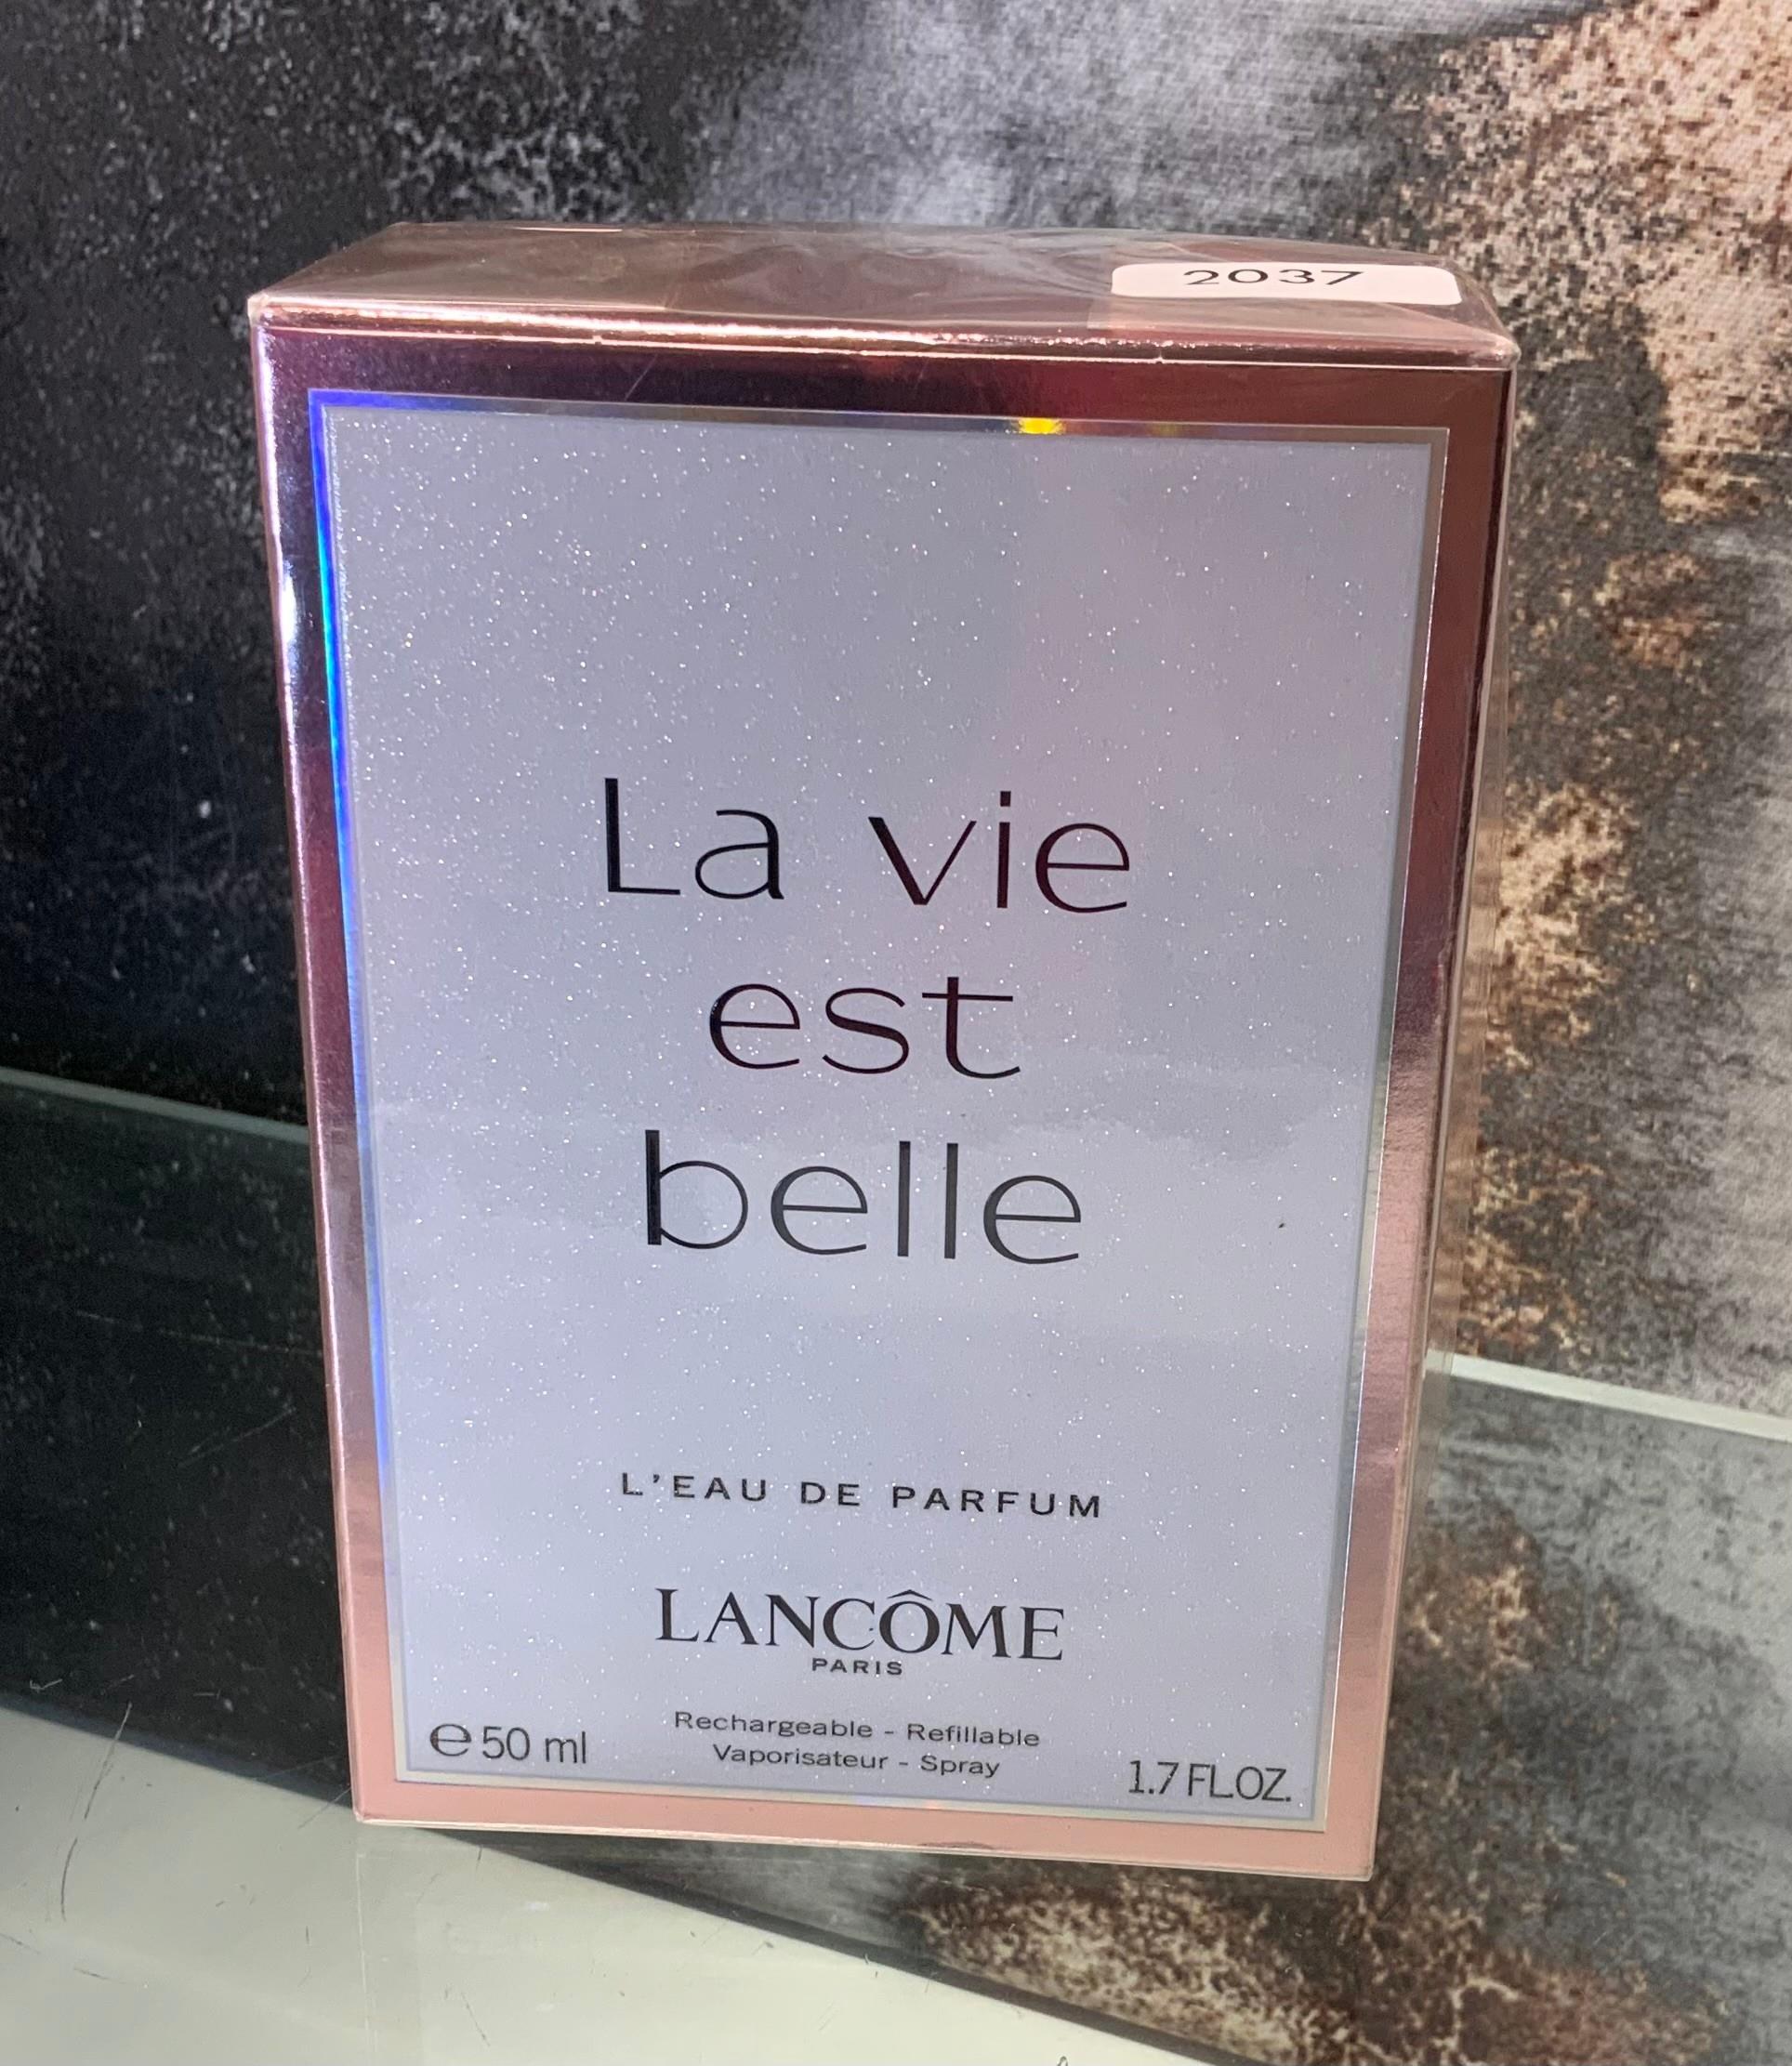 2037
La vie
est
belle
L'EAU DE PARFUM
LANCÔME
PARIS
Rechargeable - Refillable
Vaporisateur - Spray
℮ 50 ml
1.7 FL.OZ.